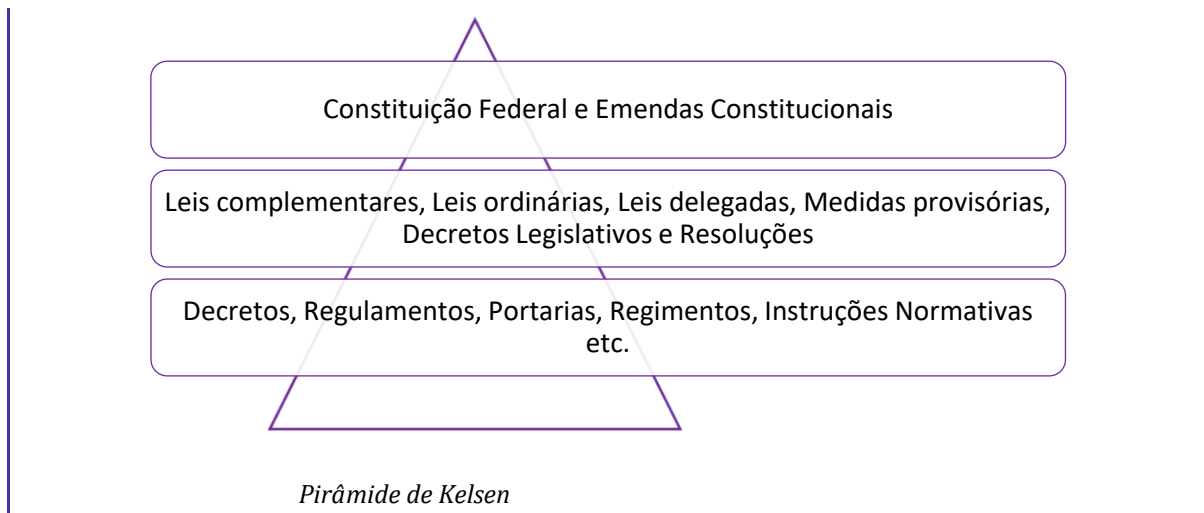 Constituição Federal e Emendas Constitucionais
Leis complementares, Leis ordinárias, Leis delegadas, Medidas provisórias,
Decretos Legislativos e Resoluções
Decretos, Regulamentos, Portarias, Regimentos, Instruções Normativas
etc.
Pirâmide de Kelsen